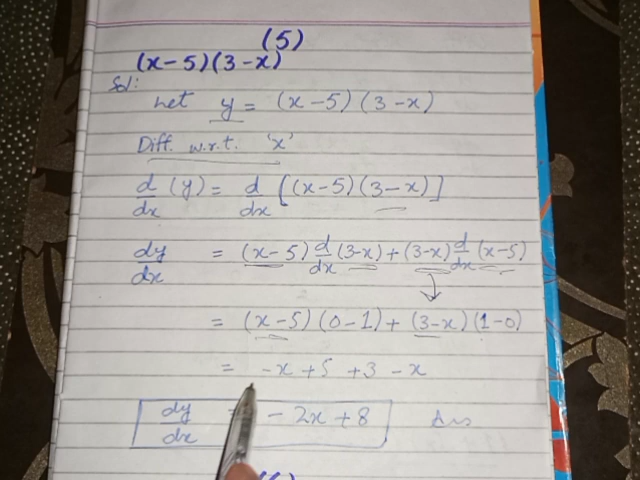 (5)
(x-5)(3-x)
Sol:
Let y = (x-5)(3-x)
Diff. w.r.t. 'x'
d/dx (y) = d/dx [(x-5)(3-x)]
dy/dx = (x-5) d/dx (3-x) + (3-x) d/dx (x-5)
= (x-5)(0-1) + (3-x)(1-0)
= -x + 5 + 3 - x
dy/dx = - 2x + 8 Ans